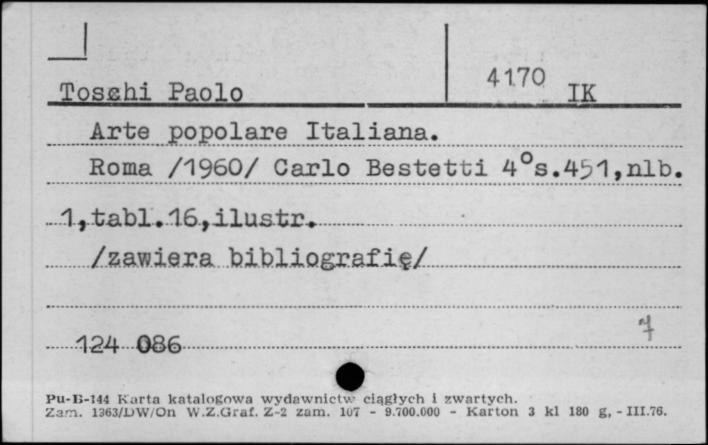 4170 IK
Toschi Paolo
Arte popolare Italiana.
Roma /1960/ Carlo Bestetti 4°s.451,nlb.
1,tabl.16,ilustr.
/zawiera bibliografię/
124 086
Pu-B-144 Karta katalogowa wydawnictw ciągłych i zwartych.
Zam. 1363/DW/On W.Z.Graf. Z-2 zam. 107 - 9.700.000 - Karton 3 kl 180 g, - III.76.